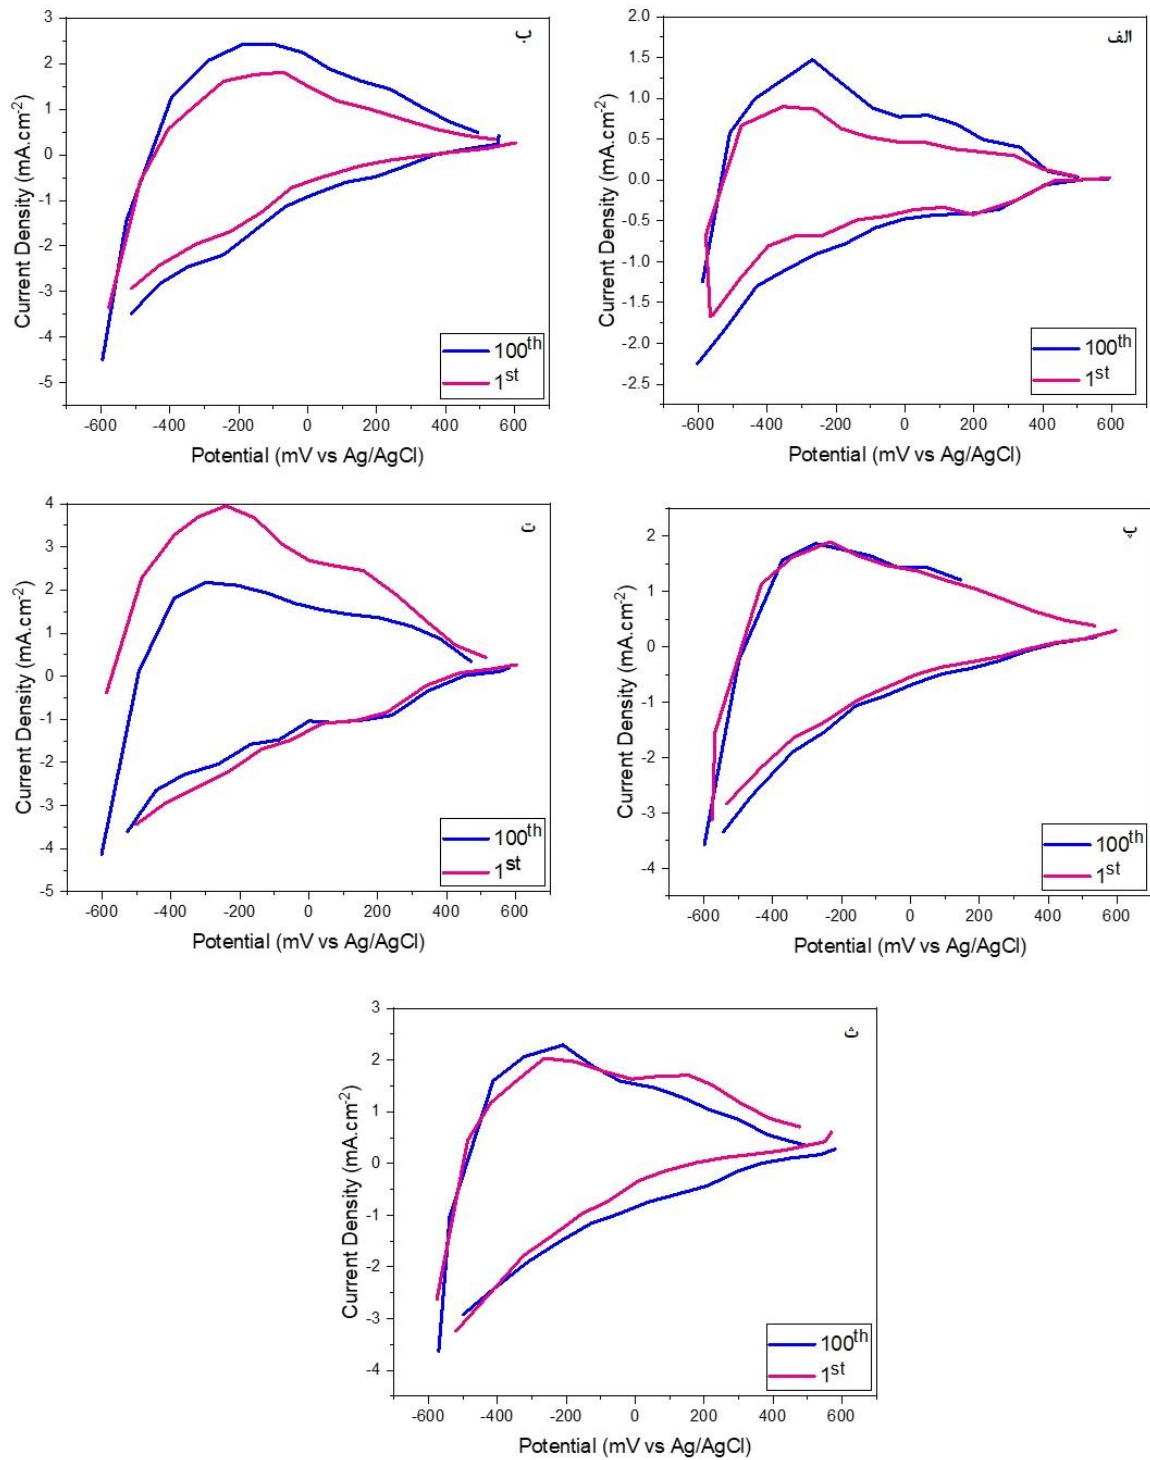 ب
3
2
1
0
-1
-2
-3
-4
-5
Current Density (mA.cm⁻²)
100ᵗʰ
1ˢᵗ
-600 -400 -200 0 200 400 600
Potential (mV vs Ag/AgCl)
الف
2.0
1.5
1.0
0.5
0.0
-0.5
-1.0
-1.5
-2.0
-2.5
Current Density (mA.cm⁻²)
100ᵗʰ
1ˢᵗ
-600 -400 -200 0 200 400 600
Potential (mV vs Ag/AgCl)
ت
4
3
2
1
0
-1
-2
-3
-4
-5
Current Density (mA.cm⁻²)
100ᵗʰ
1ˢᵗ
-600 -400 -200 0 200 400 600
Potential (mV vs Ag/AgCl)
پ
2
1
0
-1
-2
-3
-4
Current Density (mA.cm⁻²)
100ᵗʰ
1ˢᵗ
-600 -400 -200 0 200 400 600
Potential (mV vs Ag/AgCl)
ث
3
2
1
0
-1
-2
-3
-4
Current Density (mA.cm⁻²)
100ᵗʰ
1ˢᵗ
-600 -400 -200 0 200 400 600
Potential (mV vs Ag/AgCl)